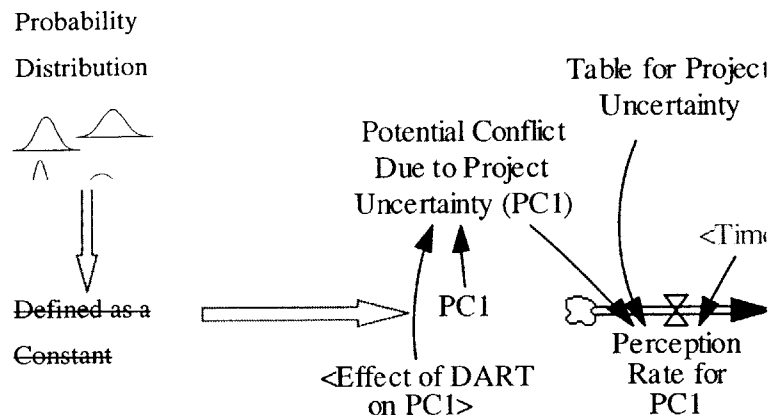 Probability
Distribution
Defined as a
Constant
Potential Conflict
Due to Project
Uncertainty (PC1)
PC1
<Effect of DART
on PC1>
Table for Project
Uncertainty
<Time
Perception
Rate for
PC1